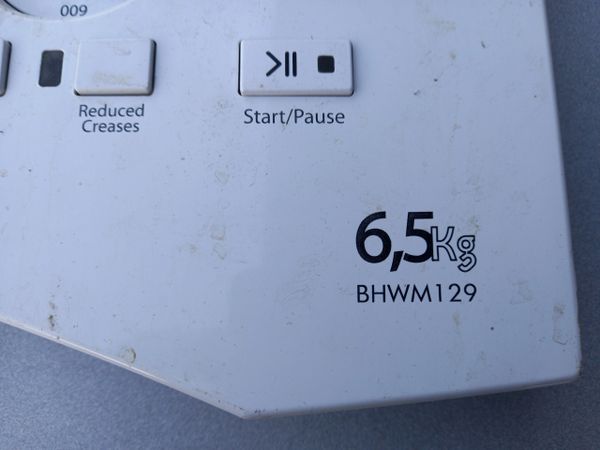 009
Reduced
Creases
Start/Pause
6,5Kg
BHWM129